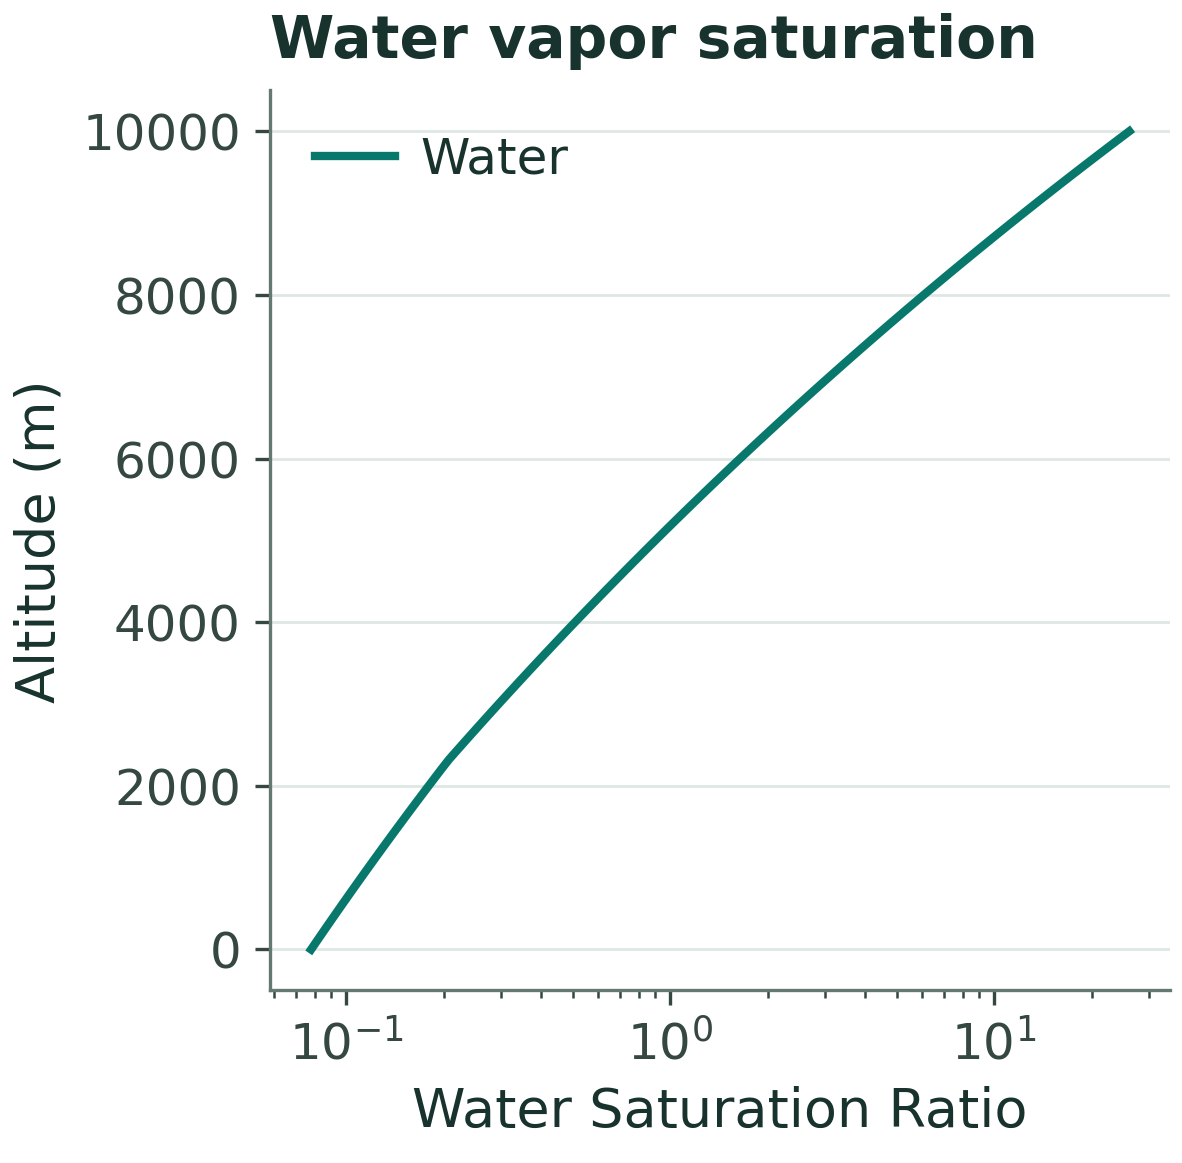 Water vapor saturation
Water
Altitude (m)
10000
8000
6000
4000
2000
0
10⁻¹
10⁰
10¹
Water Saturation Ratio